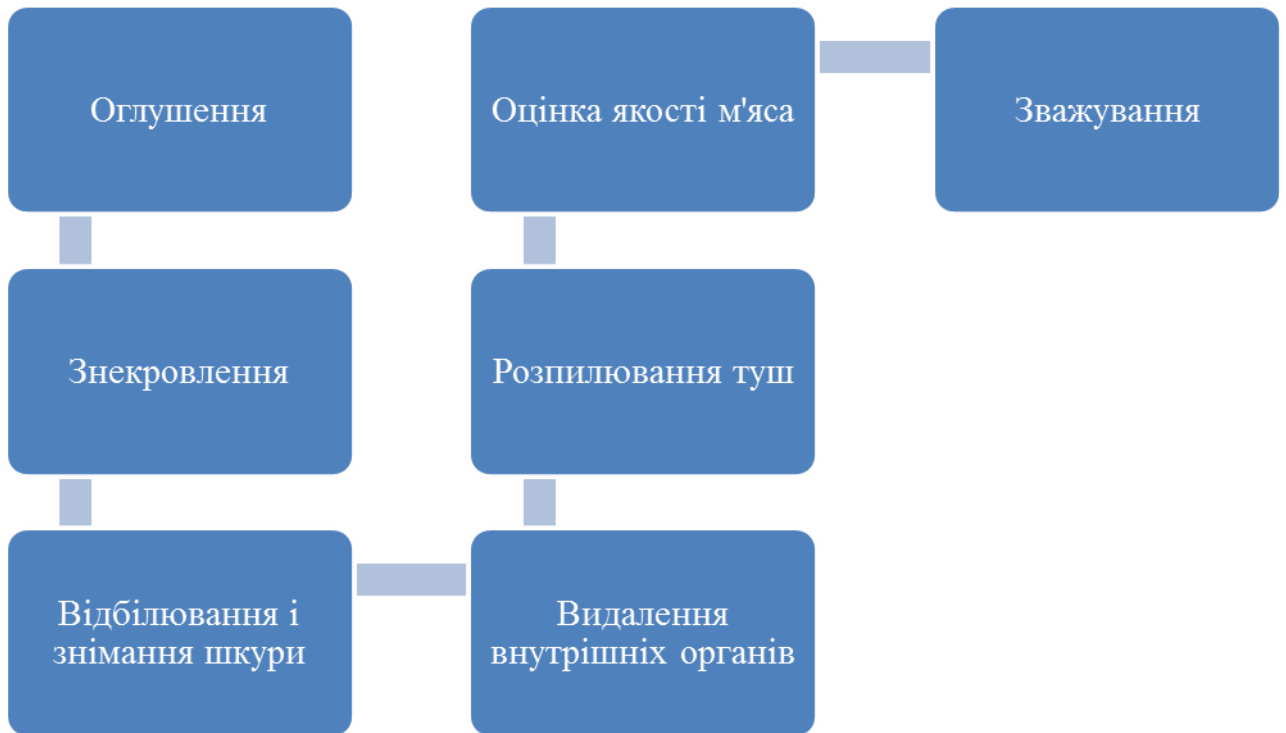 Оглушення
Знекровлення
Відбілювання і
знімання шкури
Видалення
внутрішніх органів
Розпилювання туш
Оцінка якості м'яса
Зважування